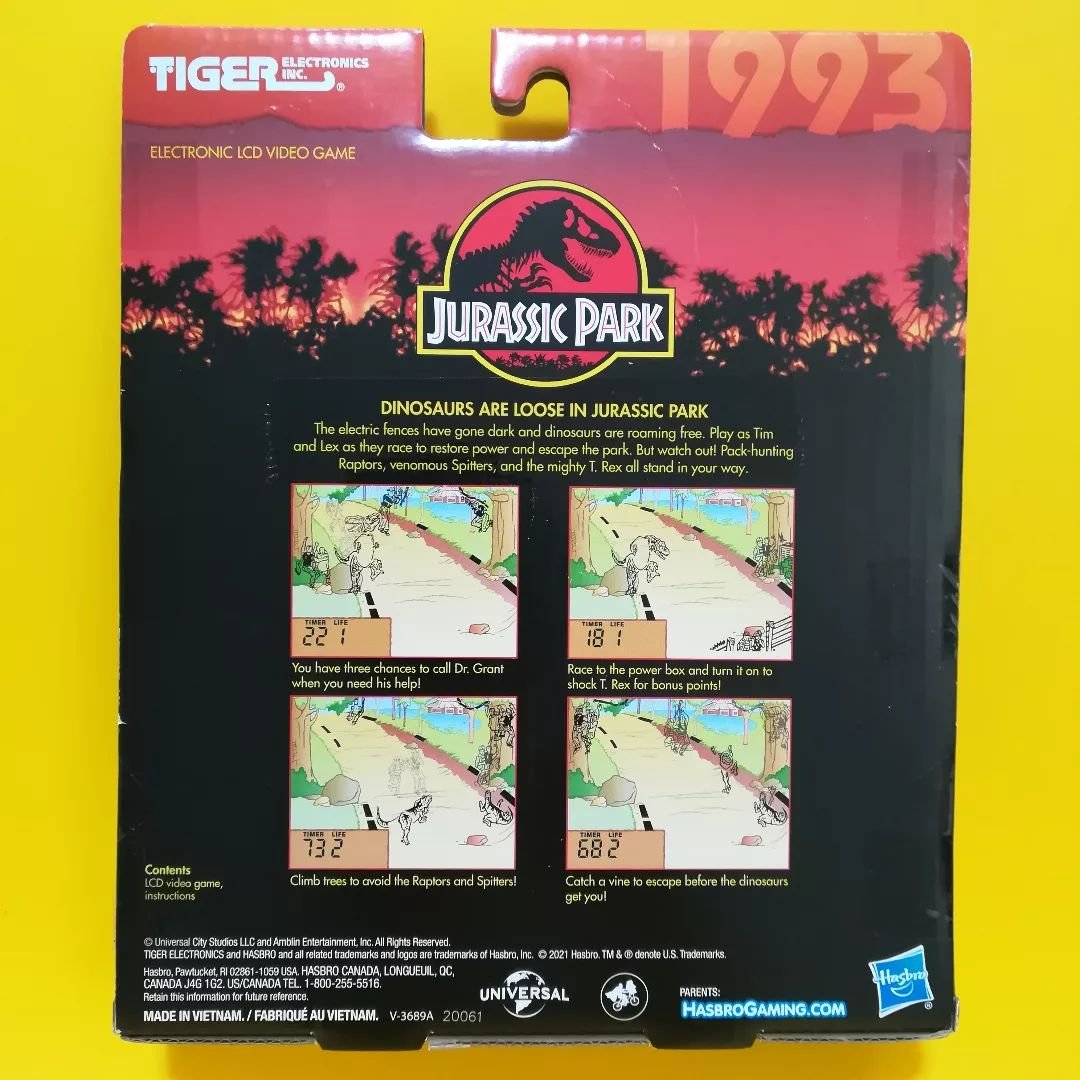 TIGER ELECTRONICS INC. ®
1993
ELECTRONIC LCD VIDEO GAME
JURASSIC PARK
DINOSAURS ARE LOOSE IN JURASSIC PARK
The electric fences have gone dark and dinosaurs are roaming free. Play as Tim
and Lex as they race to restore power and escape the park. But watch out! Pack-hunting
Raptors, venomous Spitters, and the mighty T. Rex all stand in your way.
TIMER LIFE
22 1
TIMER LIFE
18 1
You have three chances to call Dr. Grant
when you need his help!
Race to the power box and turn it on to
shock T. Rex for bonus points!
TIMER LIFE
73 2
TIMER LIFE
68 2
Climb trees to avoid the Raptors and Spitters!
Catch a vine to escape before the dinosaurs
get you!
Contents
LCD video game,
instructions
© Universal City Studios LLC and Amblin Entertainment, Inc. All Rights Reserved.
TIGER ELECTRONICS and HASBRO and all related trademarks and logos are trademarks of Hasbro, Inc. © 2021 Hasbro. TM & ® denote U.S. Trademarks.
Hasbro, Pawtucket, RI 02861-1059 USA. HASBRO CANADA, LONGUEUIL, QC,
CANADA J4G 1G2. US/CANADA TEL. 1-800-255-5516.
Retain this information for future reference.
MADE IN VIETNAM. / FABRIQUÉ AU VIETNAM. V-3689A 20061
UNIVERSAL
PARENTS:
HASBROGAMING.COM
Hasbro ®